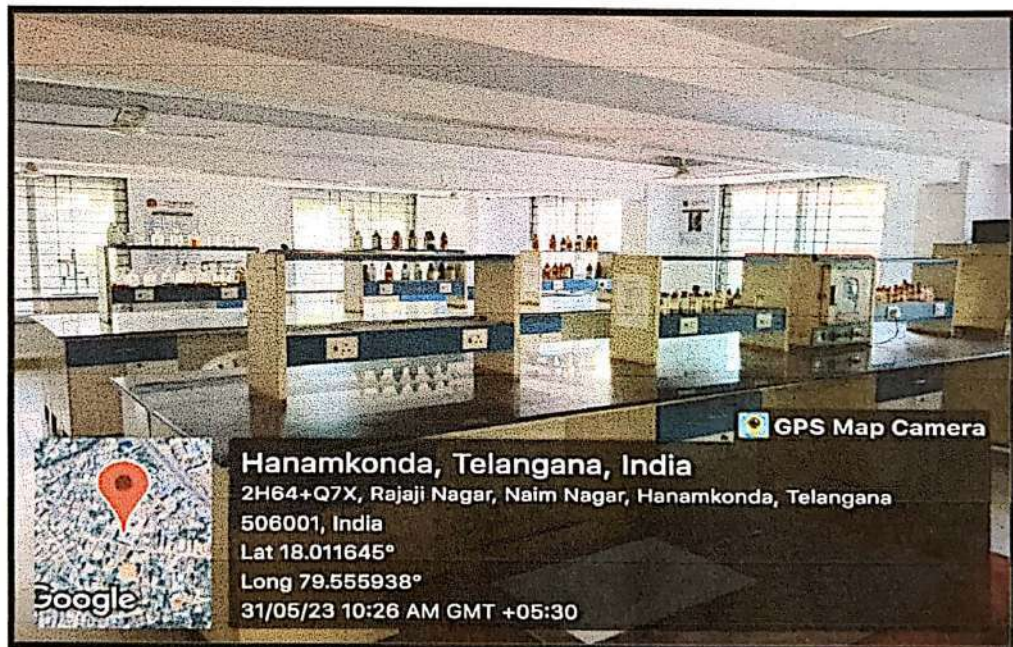 GPS Map Camera
Hanamkonda, Telangana, India
2H64+Q7X, Rajaji Nagar, Naim Nagar, Hanamkonda, Telangana
506001, India
Lat 18.011645°
Long 79.555938°
31/05/23 10:26 AM GMT +05:30
Google